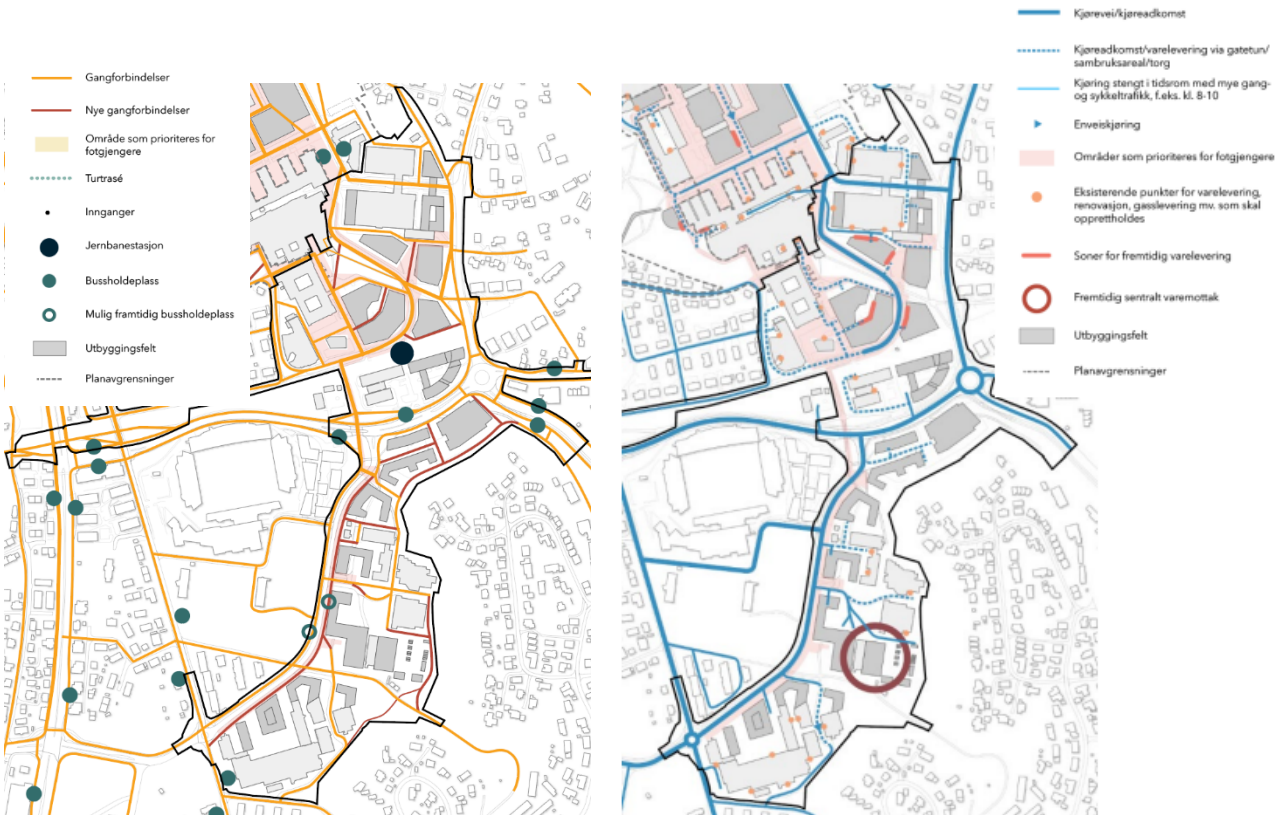 Gangforbindelser
Nye gangforbindelser
Område som prioriteres for
fotgjengere
Turtrasé
Innganger
Jernbanestasjon
Bussholdeplass
Mulig framtidig bussholdeplass
Utbyggingsfelt
Planavgrensninger
Kjørevei/kjøreadkomst
Kjøreadkomst/varelevering via gatetun/
sambruksareal/torg
Kjøring stengt i tidsrom med mye gang-
og sykkeltrafikk, f.eks. kl. 8-10
Enveiskjøring
Områder som prioriteres for fotgjengere
Eksisterende punkter for varelevering,
renovasjon, gasslevering mv. som skal
opprettholdes
Soner for fremtidig varelevering
Fremtidig sentralt varemottak
Utbyggingsfelt
Planavgrensninger